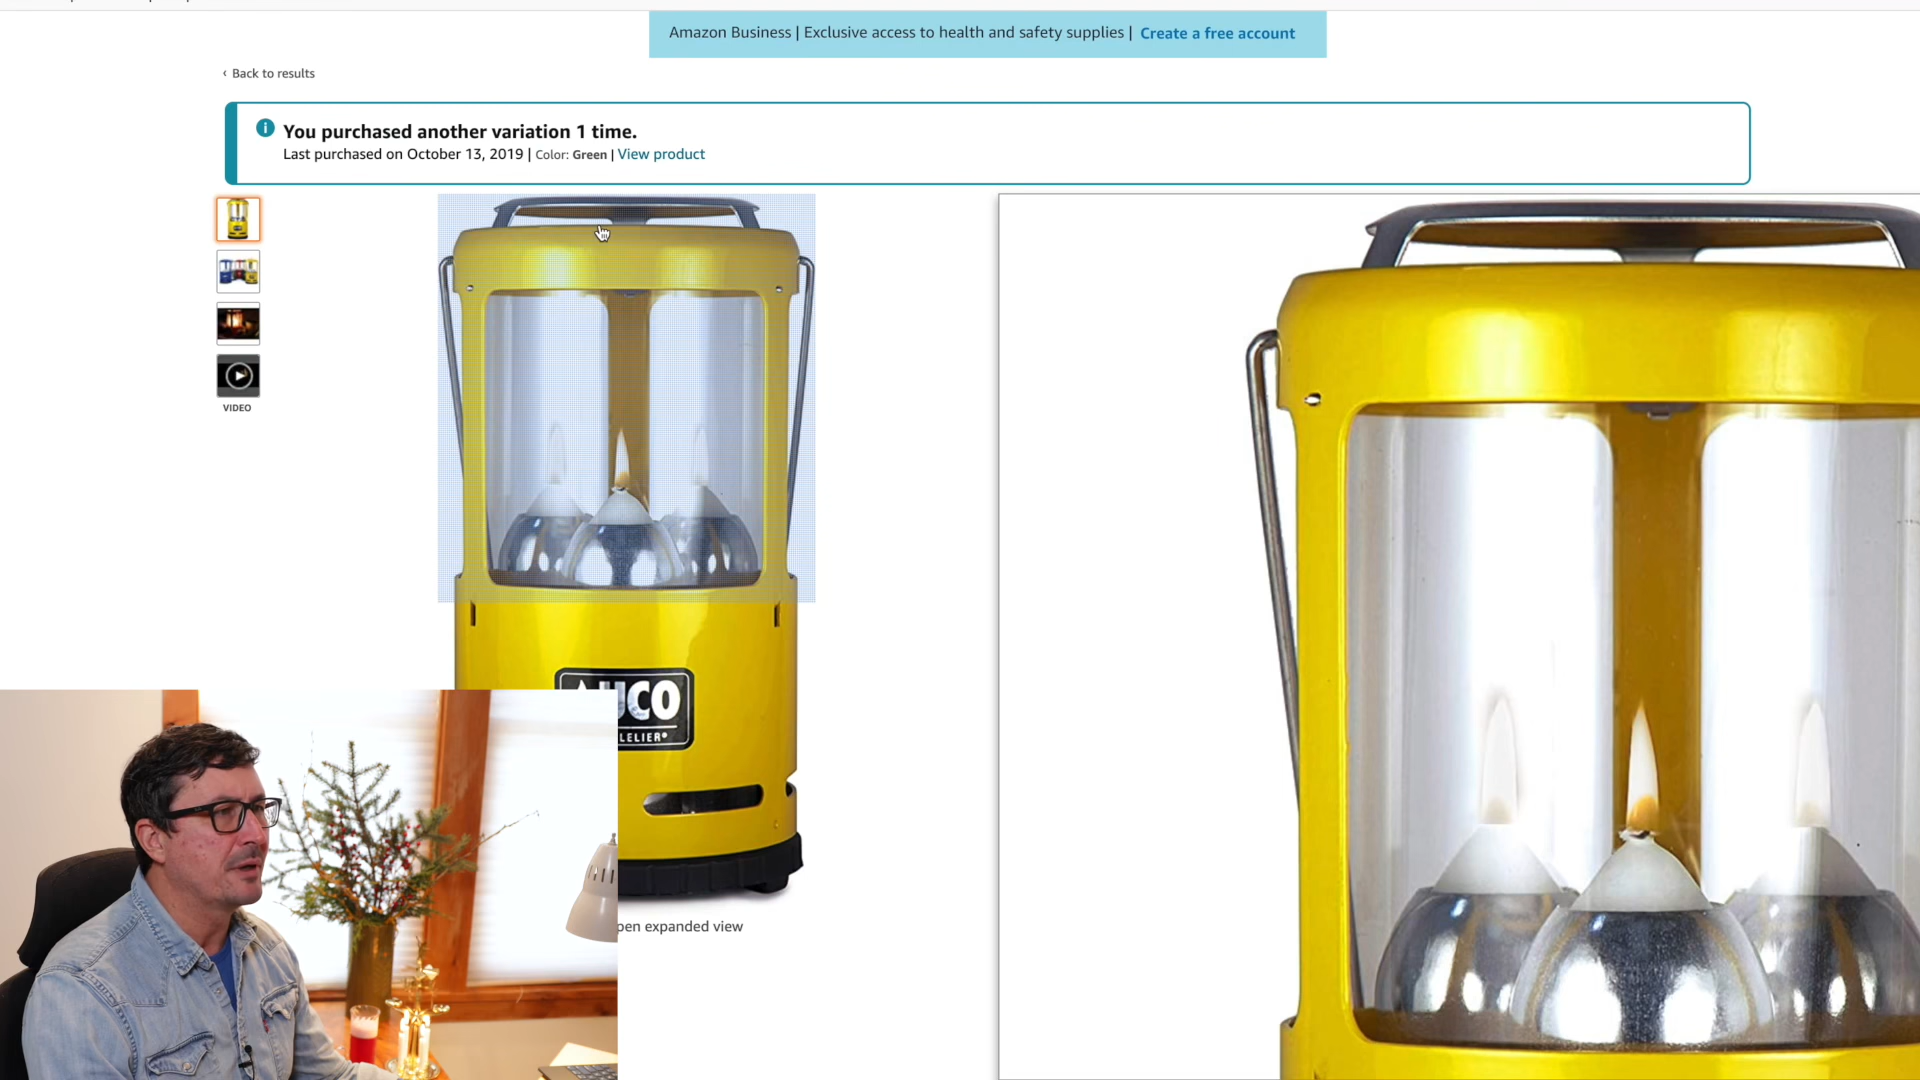 Amazon Business | Exclusive access to health and safety supplies | Create a free account
‹ Back to results
You purchased another variation 1 time.
Last purchased on October 13, 2019 | Color: Green | View product
VIDEO
UCO
LELIER®
pen expanded view